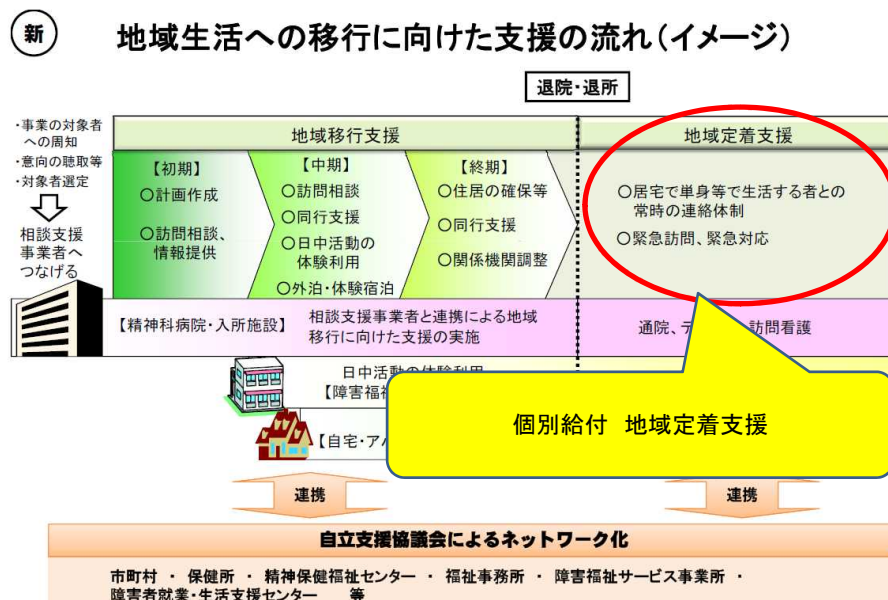 新
地域生活への移行に向けた支援の流れ(イメージ)
退院・退所
・事業の対象者
への周知
・意向の聴取等
・対象者選定
相談支援
事業者へ
つなげる
地域移行支援
【初期】
○計画作成
○訪問相談、
情報提供
【中期】
○訪問相談
○同行支援
○日中活動の
体験利用
○外泊・体験宿泊
【終期】
○住居の確保等
○同行支援
○関係機関調整
地域定着支援
○居宅で単身等で生活する者との
常時の連絡体制
○緊急訪問、緊急対応
【精神科病院・入所施設】
相談支援事業者と連携による地域
移行に向けた支援の実施
通院、デ
訪問看護
日中活動の体験利用
【障害福祉
【自宅・アパ
個別給付 地域定着支援
連携
連携
自立支援協議会によるネットワーク化
市町村 ・ 保健所 ・ 精神保健福祉センター ・ 福祉事務所 ・ 障害福祉サービス事業所 ・
障害者就業・生活支援センター 等